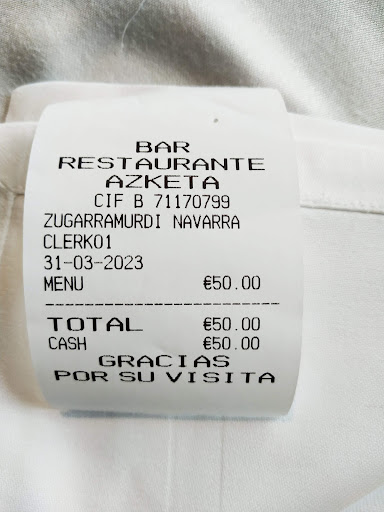 BAR
RESTAURANTE
AZKETA
CIF B 71170799
ZUGARRAMURDI NAVARRA
CLERK01
31-03-2023
MENU €50.00
TOTAL €50.00
CASH €50.00
GRACIAS
POR SU VISITA